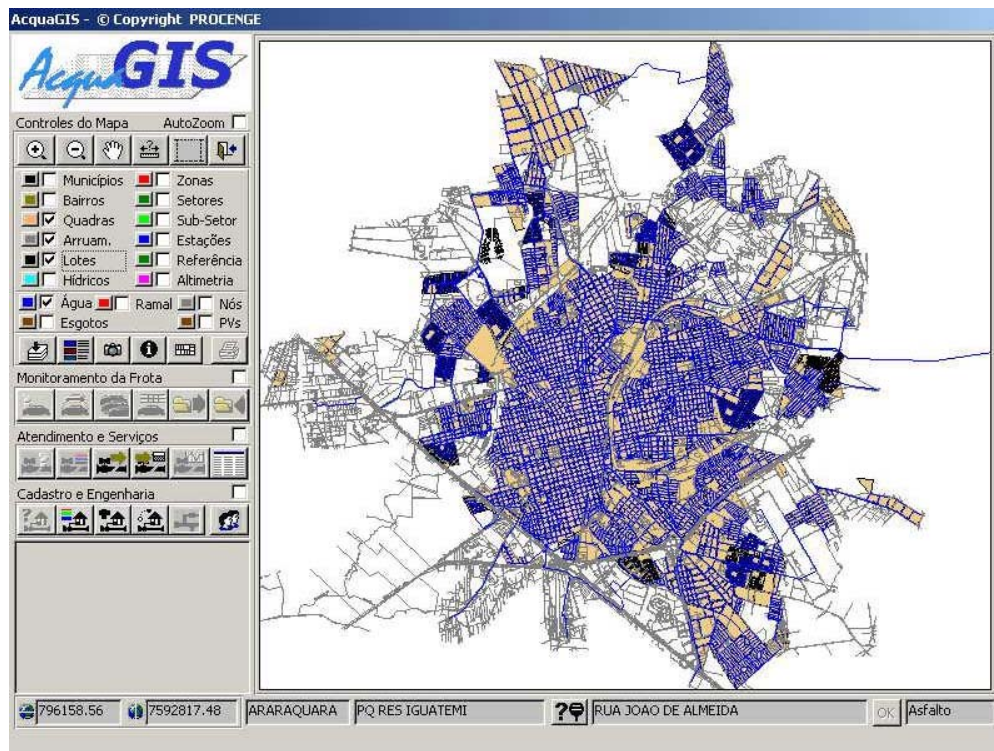 AcquaGIS - © Copyright PROCENGE
AcquaGIS
Controles do Mapa AutoZoom
Municípios Zonas
Bairros Setores
Quadras Sub-Setor
Arruam. Estações
Lotes Referência
Hídricos Altimetria
Água Ramal Nós
Esgotos PVs
Monitoramento da Frota
Atendimento e Serviços
Cadastro e Engenharia
796158.56 7592817.48 ARARAQUARA PQ RES IGUATEMI RUA JOAO DE ALMEIDA OK Asfalto